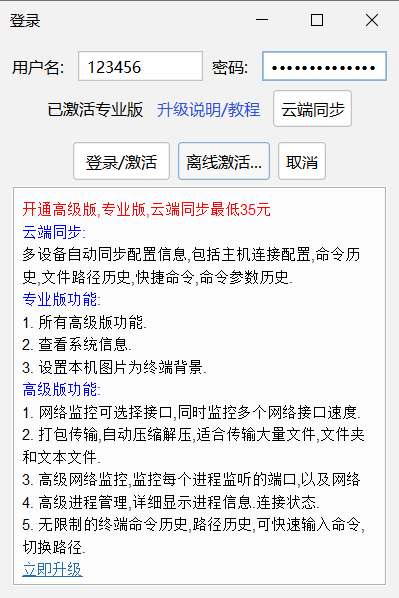 登录
用户名: 123456 密码: ••••••••••••••
已激活专业版 升级说明/教程 云端同步
登录/激活 离线激活... 取消
开通高级版,专业版,云端同步最低35元
云端同步:
多设备自动同步配置信息,包括主机连接配置,命令历
史,文件路径历史,快捷命令,命令参数历史.
专业版功能:
1. 所有高级版功能.
2. 查看系统信息.
3. 设置本机图片为终端背景.
高级版功能:
1. 网络监控可选择接口,同时监控多个网络接口速度.
2. 打包传输,自动压缩解压,适合传输大量文件,文件夹
和文本文件.
3. 高级网络监控,监控每个进程监听的端口,以及网络
4. 高级进程管理,详细显示进程信息.连接状态.
5. 无限制的终端命令历史,路径历史,可快速输入命令,
切换路径.
立即升级